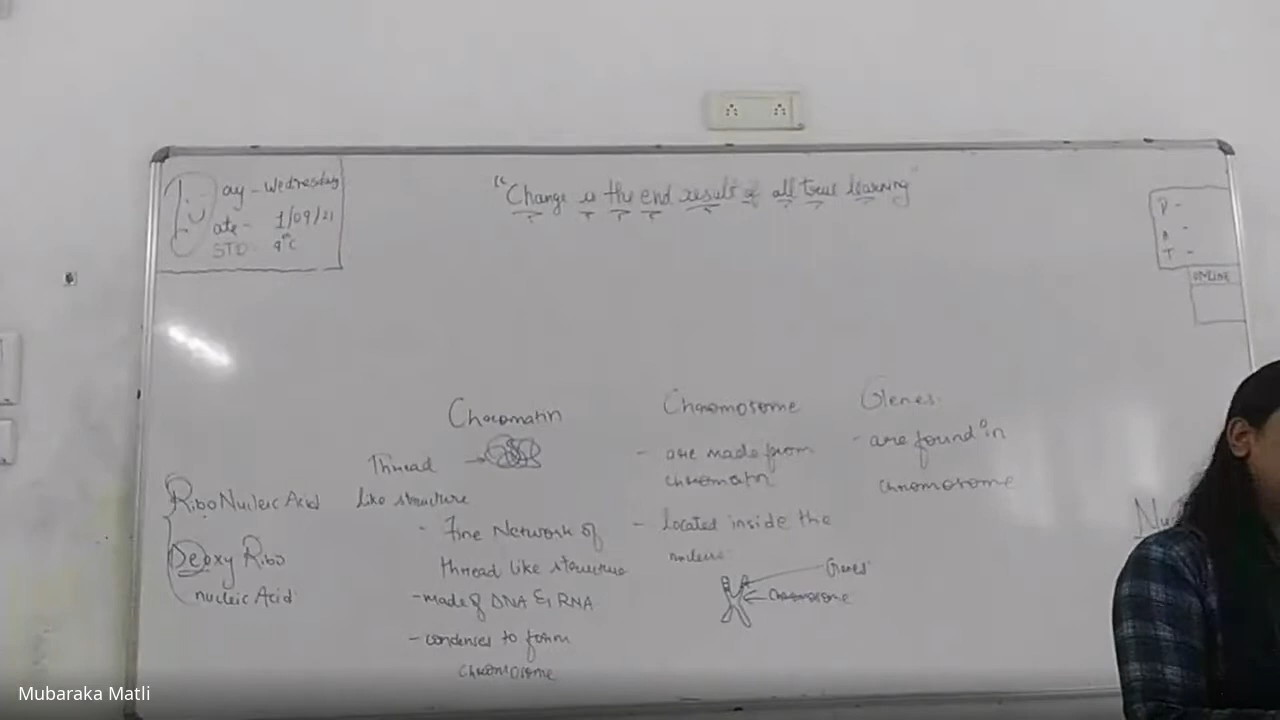 Day - Wednesday
Date - 1/09/21
STD 9th C
"Change is the end result of all true learning"
P -
A -
T -
ONLINE
Chromatin
Thread
like structure
- Fine Network of
thread like structure
- made of DNA & RNA
- condenses to form
chromosome
Ribo Nucleic Acid
Deoxy Ribo
nucleic Acid
Chromosome
- are made from
chromatin
- located inside the
nucleus
Genes
Chromosome
Genes.
- are found in
chromosome
Mubaraka Matli